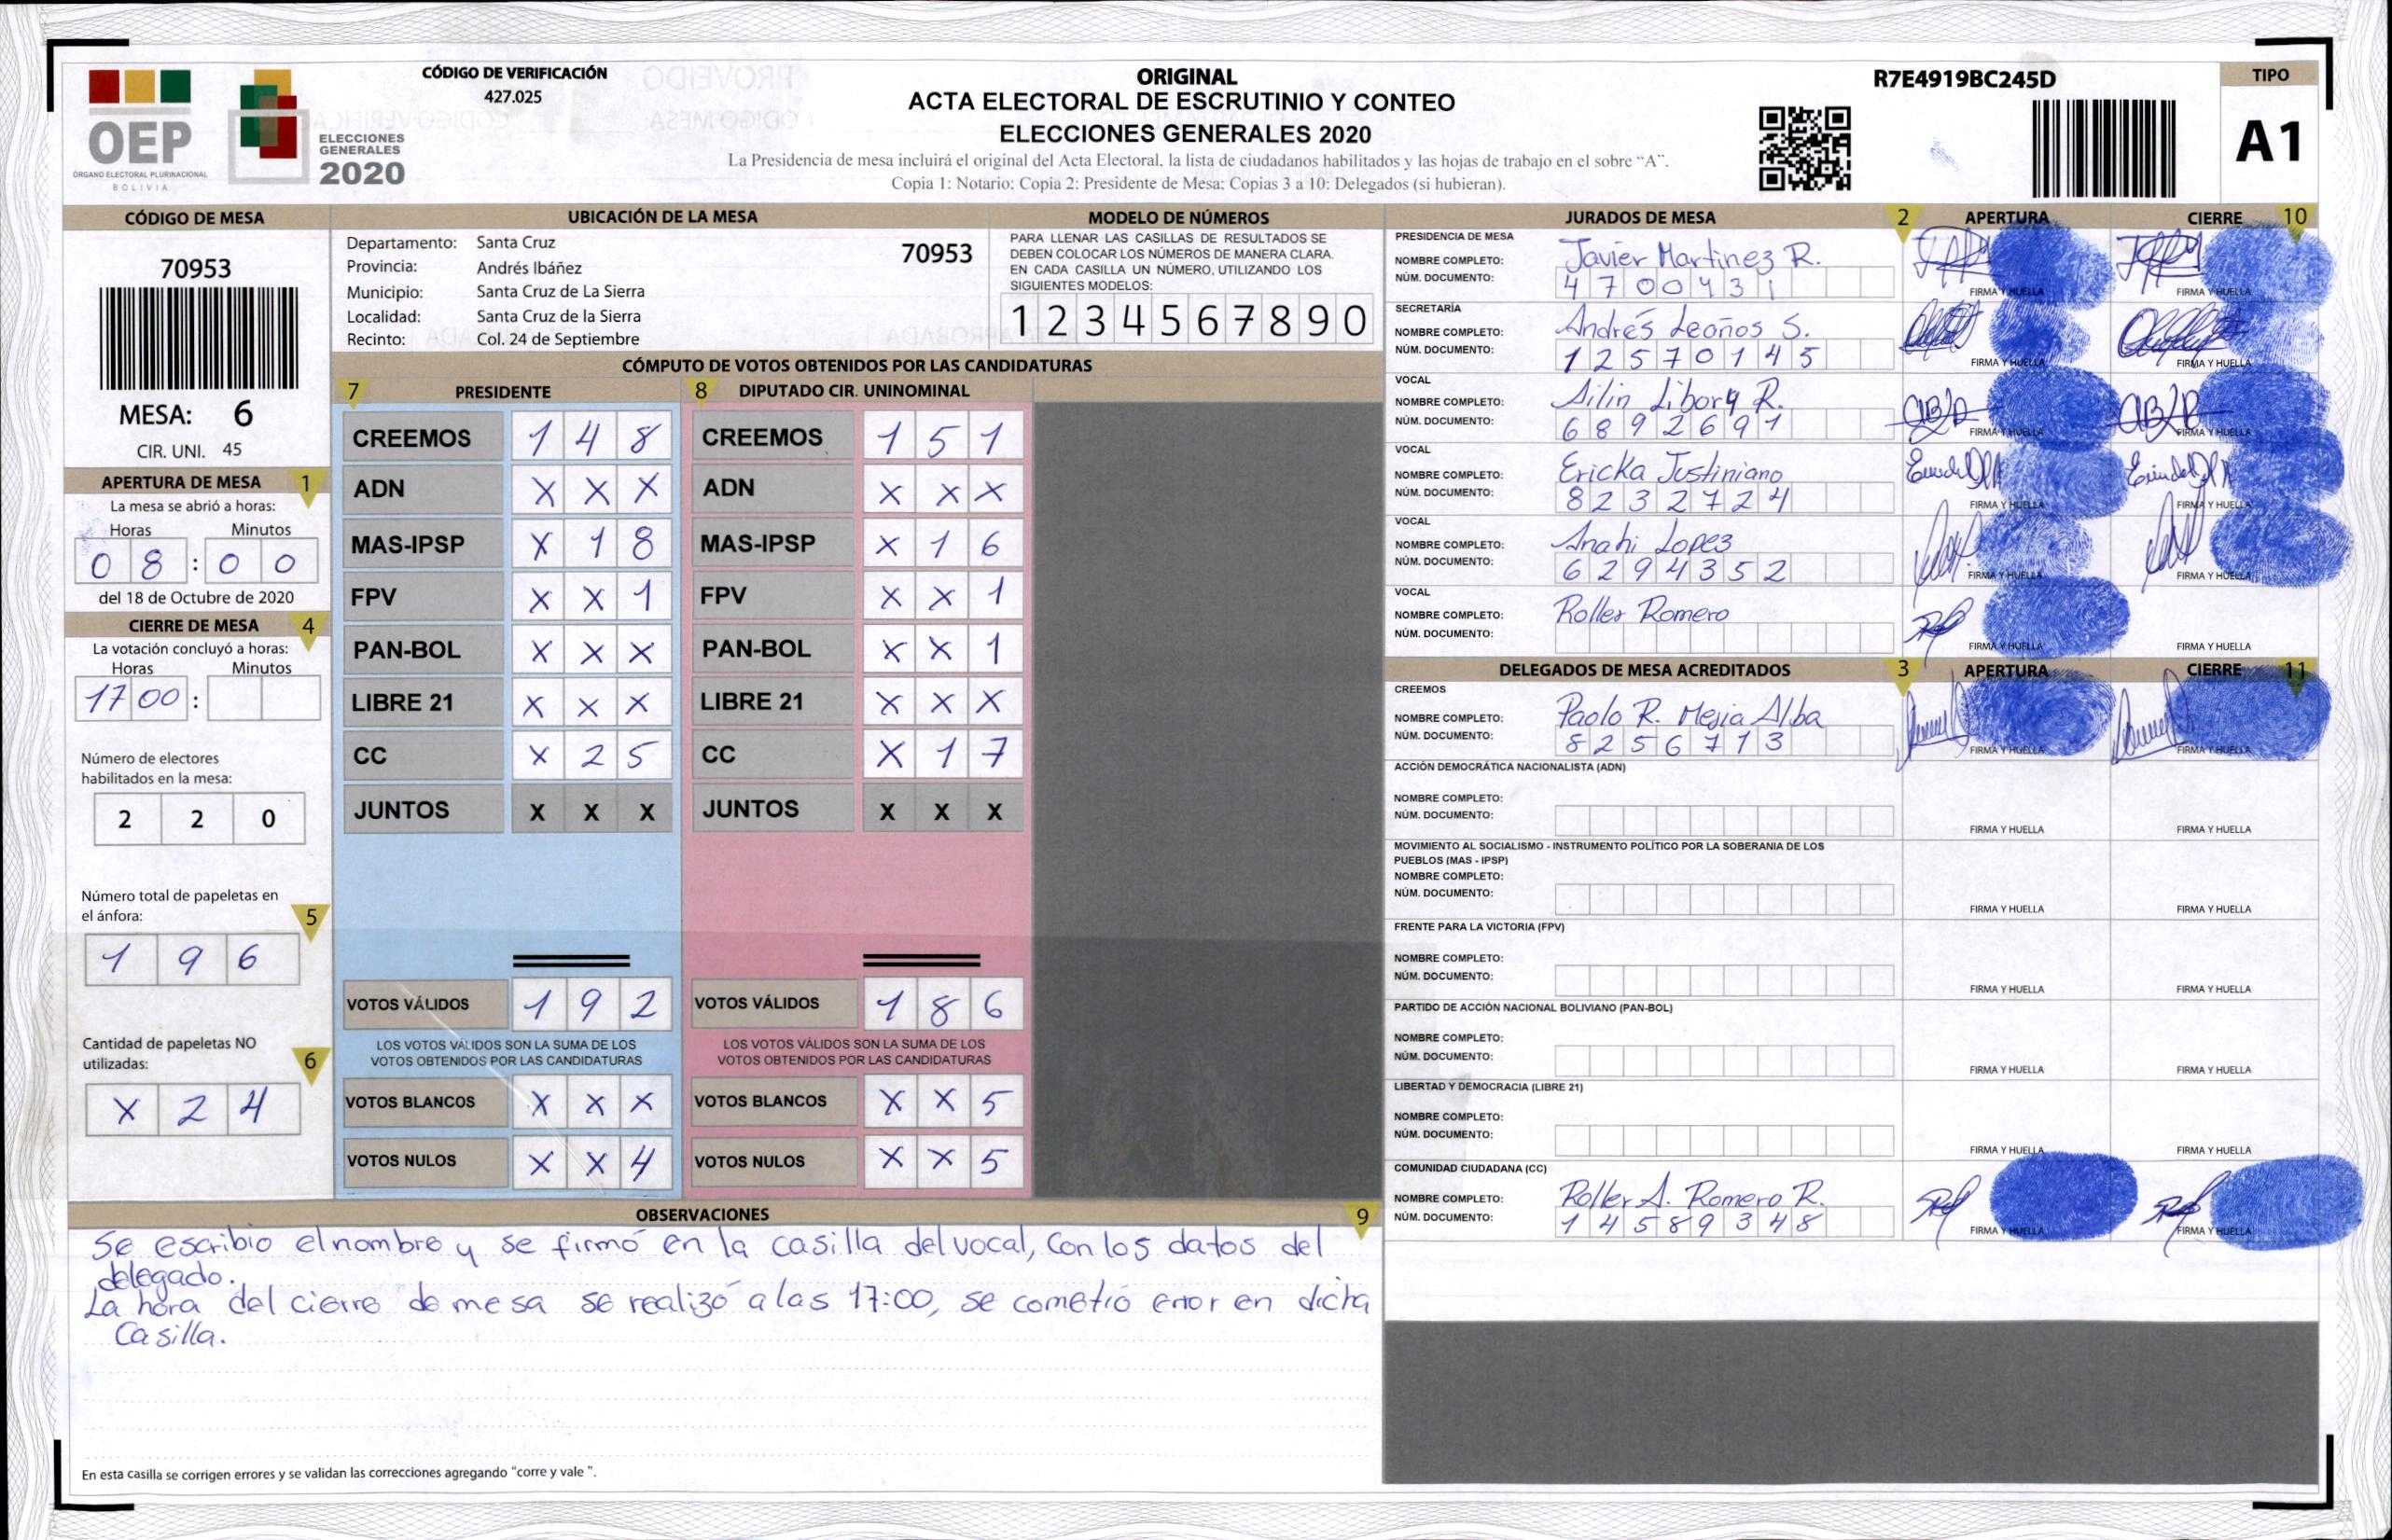 OEP
ÓRGANO ELECTORAL PLURINACIONAL
BOLIVIA
ELECCIONES
GENERALES
2020
CÓDIGO DE VERIFICACIÓN
427.025
ORIGINAL
ACTA ELECTORAL DE ESCRUTINIO Y CONTEO
ELECCIONES GENERALES 2020
La Presidencia de mesa incluirá el original del Acta Electoral, la lista de ciudadanos habilitados y las hojas de trabajo en el sobre "A".
Copia 1: Notario; Copia 2: Presidente de Mesa; Copias 3 a 10: Delegados (si hubieran).
R7E4919BC245D
TIPO
A1
CÓDIGO DE MESA
70953
MESA: 6
CIR. UNI. 45
APERTURA DE MESA 1
La mesa se abrió a horas:
Horas Minutos
0 8 : 0 0
del 18 de Octubre de 2020
CIERRE DE MESA 4
La votación concluyó a horas:
Horas Minutos
17 00 :
Número de electores
habilitados en la mesa:
2 2 0
Número total de papeletas en
el ánfora: 5
1 9 6
Cantidad de papeletas NO
utilizadas: 6
X 2 4
UBICACIÓN DE LA MESA
Departamento: Santa Cruz 70953
Provincia: Andrés Ibáñez
Municipio: Santa Cruz de La Sierra
Localidad: Santa Cruz de la Sierra
Recinto: Col. 24 de Septiembre
MODELO DE NÚMEROS
PARA LLENAR LAS CASILLAS DE RESULTADOS SE
DEBEN COLOCAR LOS NÚMEROS DE MANERA CLARA.
EN CADA CASILLA UN NÚMERO, UTILIZANDO LOS
SIGUIENTES MODELOS:
1 2 3 4 5 6 7 8 9 0
CÓMPUTO DE VOTOS OBTENIDOS POR LAS CANDIDATURAS
7 PRESIDENTE
CREEMOS 1 4 8
ADN X X X
MAS-IPSP X 1 8
FPV X X 1
PAN-BOL X X X
LIBRE 21 X X X
CC X 2 5
JUNTOS X X X
VOTOS VÁLIDOS 1 9 2
LOS VOTOS VÁLIDOS SON LA SUMA DE LOS
VOTOS OBTENIDOS POR LAS CANDIDATURAS
VOTOS BLANCOS X X X
VOTOS NULOS X X 4
8 DIPUTADO CIR. UNINOMINAL
CREEMOS 1 5 1
ADN X X X
MAS-IPSP X 1 6
FPV X X 1
PAN-BOL X X 1
LIBRE 21 X X X
CC X 1 7
JUNTOS X X X
VOTOS VÁLIDOS 1 8 6
LOS VOTOS VÁLIDOS SON LA SUMA DE LOS
VOTOS OBTENIDOS POR LAS CANDIDATURAS
VOTOS BLANCOS X X 5
VOTOS NULOS X X 5
OBSERVACIONES 9
Se escribio el nombre y se firmó en la casilla del vocal, con los datos del
delegado.
La hora del cierre de mesa se realizó a las 17:00, se cometió error en dicha
Casilla.
En esta casilla se corrigen errores y se validan las correcciones agregando "corre y vale ".
JURADOS DE MESA 2 APERTURA CIERRE 10
PRESIDENCIA DE MESA
NOMBRE COMPLETO: Javier Martinez R.
NÚM. DOCUMENTO: 4 7 0 0 4 3 1
FIRMA Y HUELLA FIRMA Y HUELLA
SECRETARÍA
NOMBRE COMPLETO: Andrés Leaños S.
NÚM. DOCUMENTO: 1 2 5 7 0 1 4 5
FIRMA Y HUELLA FIRMA Y HUELLA
VOCAL
NOMBRE COMPLETO: Ailin Libory R.
NÚM. DOCUMENTO: 6 8 9 2 6 9 1
FIRMA Y HUELLA FIRMA Y HUELLA
VOCAL
NOMBRE COMPLETO: Ericka Justiniano
NÚM. DOCUMENTO: 8 2 3 2 7 2 4
FIRMA Y HUELLA FIRMA Y HUELLA
VOCAL
NOMBRE COMPLETO: Anahi Lopez
NÚM. DOCUMENTO: 6 2 9 4 3 5 2
FIRMA Y HUELLA FIRMA Y HUELLA
VOCAL
NOMBRE COMPLETO: Roller Romero
NÚM. DOCUMENTO:
FIRMA Y HUELLA FIRMA Y HUELLA
DELEGADOS DE MESA ACREDITADOS 3 APERTURA CIERRE 11
CREEMOS
NOMBRE COMPLETO: Paolo R. Mejia Alba
NÚM. DOCUMENTO: 8 2 5 6 7 1 3
FIRMA Y HUELLA FIRMA Y HUELLA
ACCIÓN DEMOCRÁTICA NACIONALISTA (ADN)
NOMBRE COMPLETO:
NÚM. DOCUMENTO:
FIRMA Y HUELLA FIRMA Y HUELLA
MOVIMIENTO AL SOCIALISMO - INSTRUMENTO POLÍTICO POR LA SOBERANIA DE LOS
PUEBLOS (MAS - IPSP)
NOMBRE COMPLETO:
NÚM. DOCUMENTO:
FIRMA Y HUELLA FIRMA Y HUELLA
FRENTE PARA LA VICTORIA (FPV)
NOMBRE COMPLETO:
NÚM. DOCUMENTO:
FIRMA Y HUELLA FIRMA Y HUELLA
PARTIDO DE ACCIÓN NACIONAL BOLIVIANO (PAN-BOL)
NOMBRE COMPLETO:
NÚM. DOCUMENTO:
FIRMA Y HUELLA FIRMA Y HUELLA
LIBERTAD Y DEMOCRACIA (LIBRE 21)
NOMBRE COMPLETO:
NÚM. DOCUMENTO:
FIRMA Y HUELLA FIRMA Y HUELLA
COMUNIDAD CIUDADANA (CC)
NOMBRE COMPLETO: Roller A. Romero R.
NÚM. DOCUMENTO: 1 4 5 8 9 3 4 8
FIRMA Y HUELLA FIRMA Y HUELLA